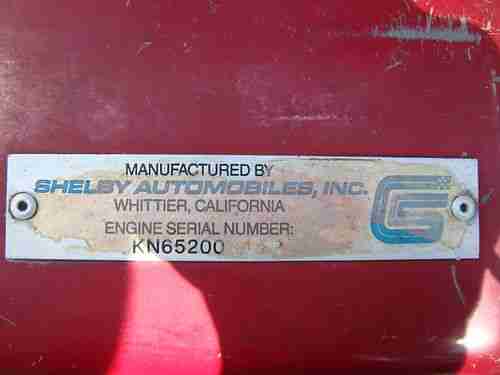 MANUFACTURED BY
SHELBY AUTOMOBILES, INC.
WHITTIER, CALIFORNIA
ENGINE SERIAL NUMBER:
KN65200